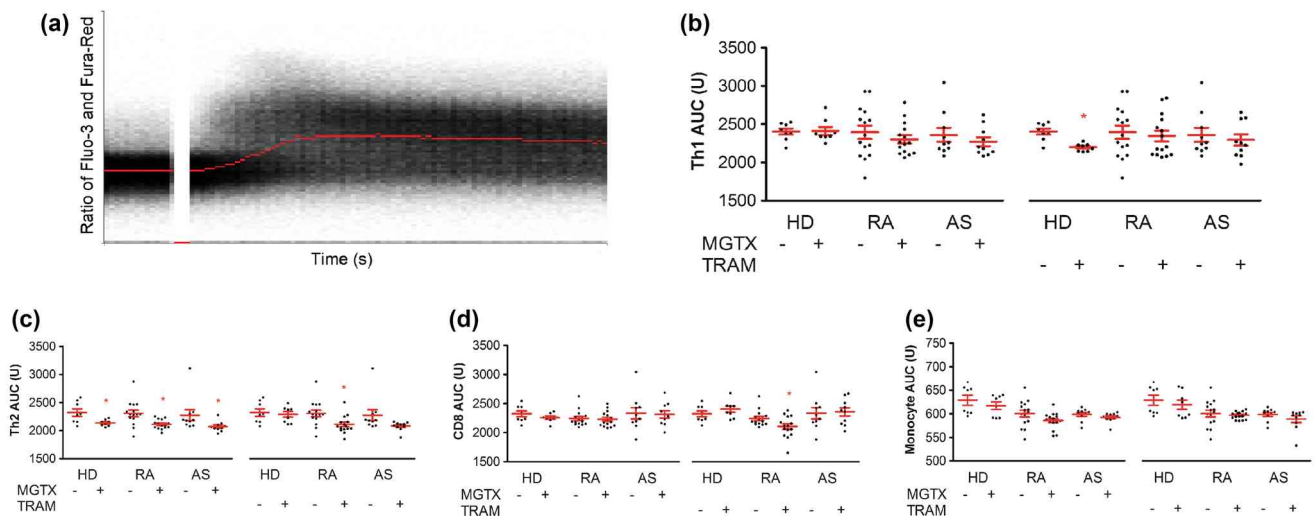 (a)
Ratio of Fluo-3 and Fura-Red
Time (s)
(b)
Th1 AUC (U)
3500
3000
2500
2000
1500
*
HD RA AS HD RA AS
MGTX - + - + - +
TRAM - + - + - +
(c)
Th2 AUC (U)
3500
3000
2500
2000
1500
* * * *
HD RA AS HD RA AS
MGTX - + - + - +
TRAM - + - + - +
(d)
CD8 AUC (U)
3500
3000
2500
2000
1500
*
HD RA AS HD RA AS
MGTX - + - + - +
TRAM - + - + - +
(e)
Monocyte AUC (U)
750
700
650
600
550
500
HD RA AS HD RA AS
MGTX - + - + - +
TRAM - + - + - +